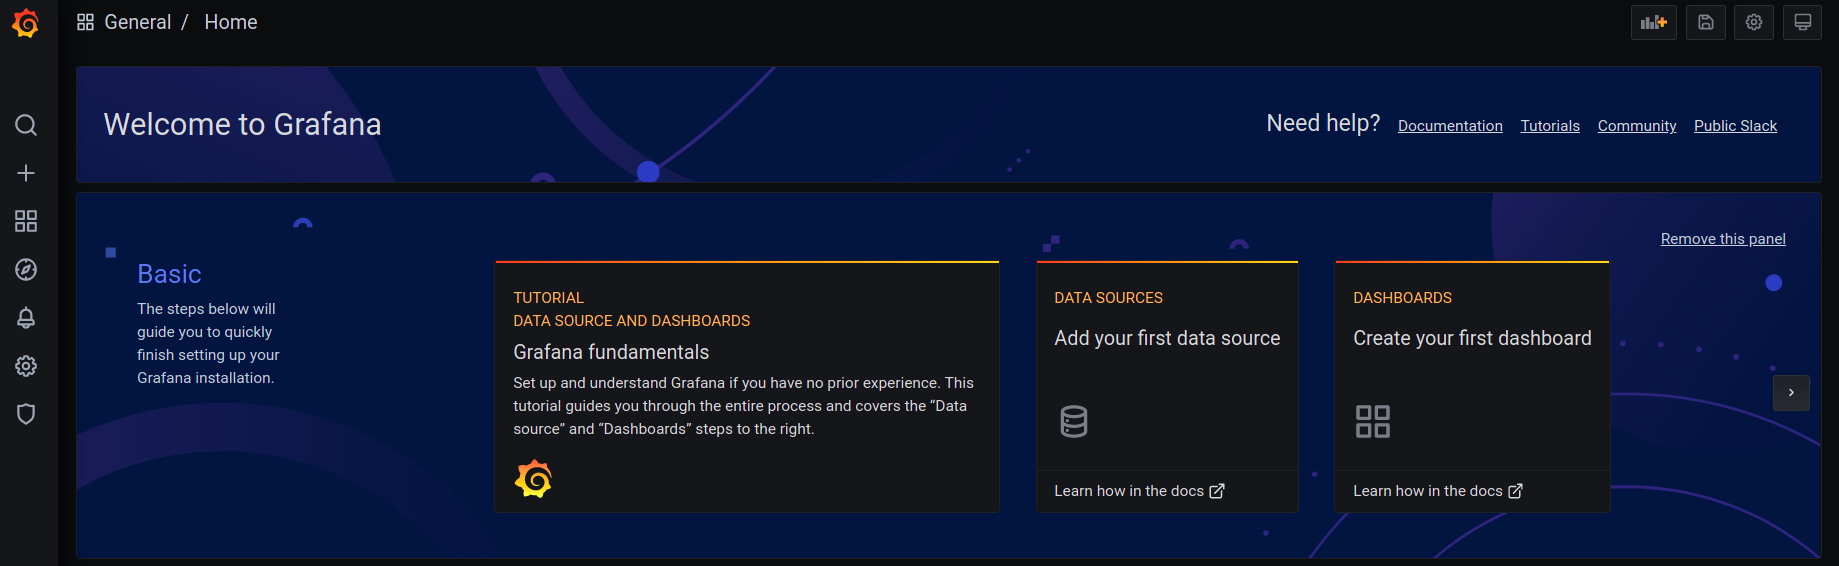 General / Home
Welcome to Grafana
Need help? Documentation Tutorials Community Public Slack
Remove this panel
Basic
The steps below will
guide you to quickly
finish setting up your
Grafana installation.
TUTORIAL
DATA SOURCE AND DASHBOARDS
Grafana fundamentals
Set up and understand Grafana if you have no prior experience. This
tutorial guides you through the entire process and covers the “Data
source” and “Dashboards” steps to the right.
DATA SOURCES
Add your first data source
Learn how in the docs
DASHBOARDS
Create your first dashboard
Learn how in the docs